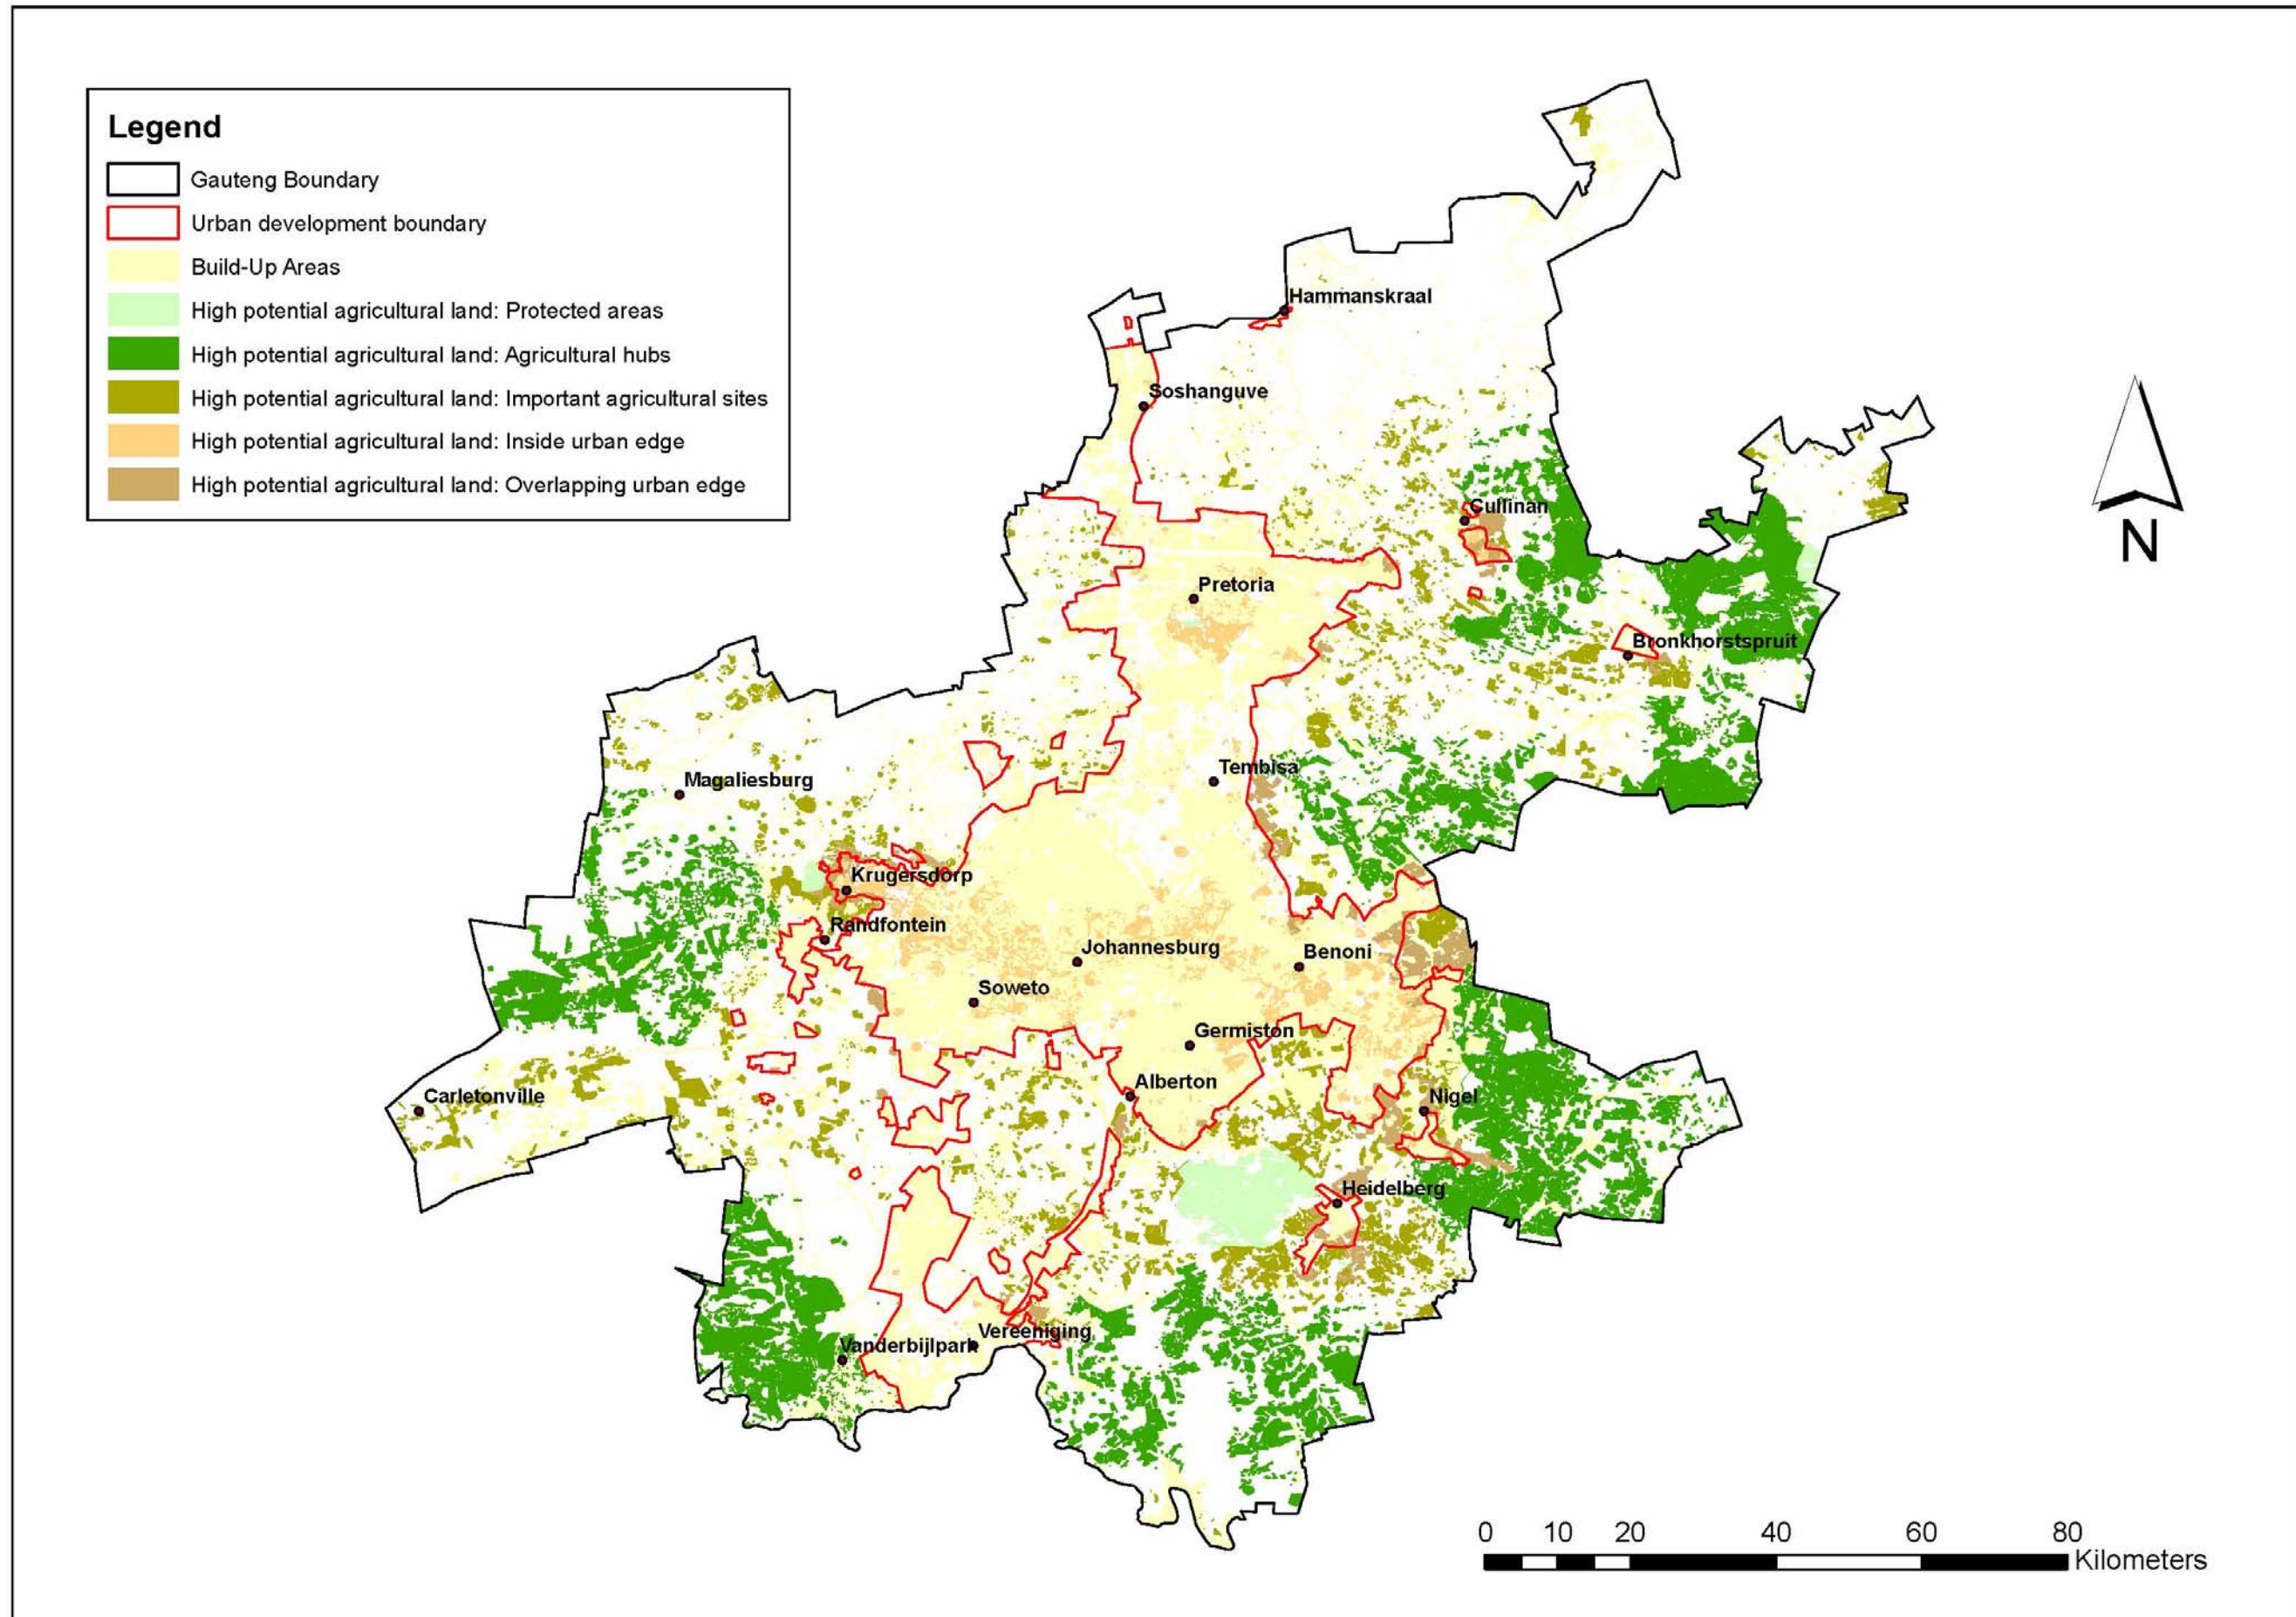 Legend
Gauteng Boundary
Urban development boundary
Build-Up Areas
High potential agricultural land: Protected areas
High potential agricultural land: Agricultural hubs
High potential agricultural land: Important agricultural sites
High potential agricultural land: Inside urban edge
High potential agricultural land: Overlapping urban edge
Hammanskraal
Soshanguve
Cullinan
N
Pretoria
Bronkhorstspruit
Tembisa
Magaliesburg
Krugersdorp
Randfontein
Johannesburg
Benoni
Soweto
Germiston
Alberton
Carletonville
Nigel
Heidelberg
Vereeniging
Vanderbijlpark
0 10 20 40 60 80
Kilometers